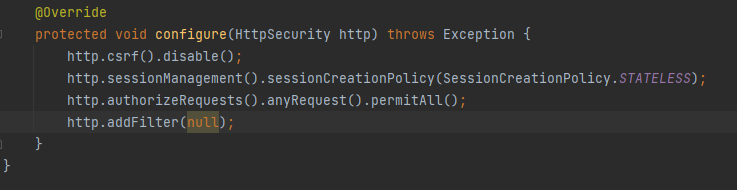 @Override
protected void configure(HttpSecurity http) throws Exception {
http.csrf().disable();
http.sessionManagement().sessionCreationPolicy(SessionCreationPolicy.STATELESS);
http.authorizeRequests().anyRequest().permitAll();
http.addFilter(null);
}
}